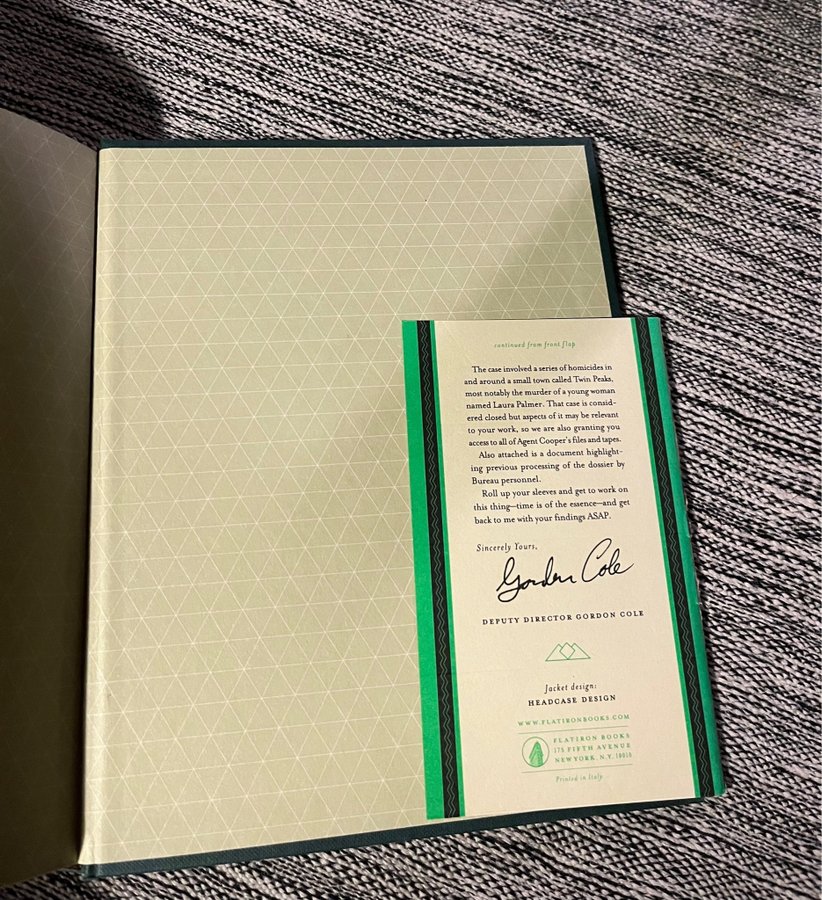 continued from front flap
The case involved a series of homicides in
and around a small town called Twin Peaks,
most notably the murder of a young woman
named Laura Palmer. That case is consid-
ered closed but aspects of it may be relevant
to your work, so we are also granting you
access to all of Agent Cooper's files and tapes.
Also attached is a document highlight-
ing previous processing of the dossier by
Bureau personnel.
Roll up your sleeves and get to work on
this thing—time is of the essence—and get
back to me with your findings ASAP.
Sincerely Yours,
Gordon Cole
DEPUTY DIRECTOR GORDON COLE
Jacket design:
HEADCASE DESIGN
WWW.FLATIRONBOOKS.COM
FLATIRON BOOKS
175 FIFTH AVENUE
NEW YORK, N.Y. 10010
Printed in Italy